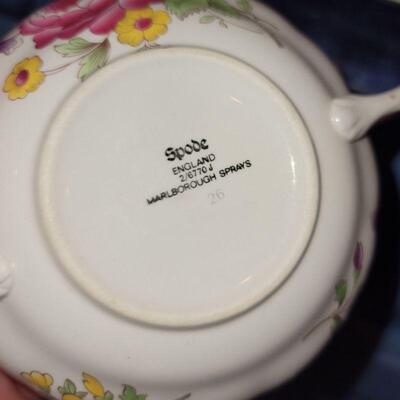 Spode
ENGLAND
2/6770 J
MARLBOROUGH SPRAYS
26